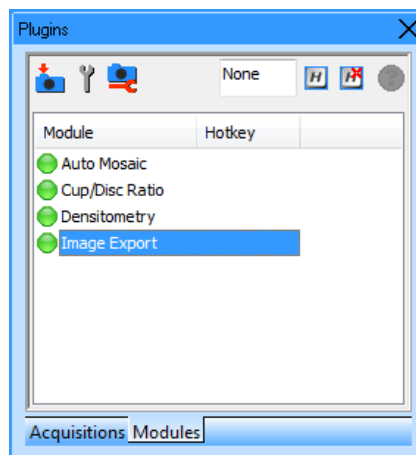 Plugins
None H H ?
Module Hotkey
Auto Mosaic
Cup/Disc Ratio
Densitometry
Image Export
Acquisitions Modules